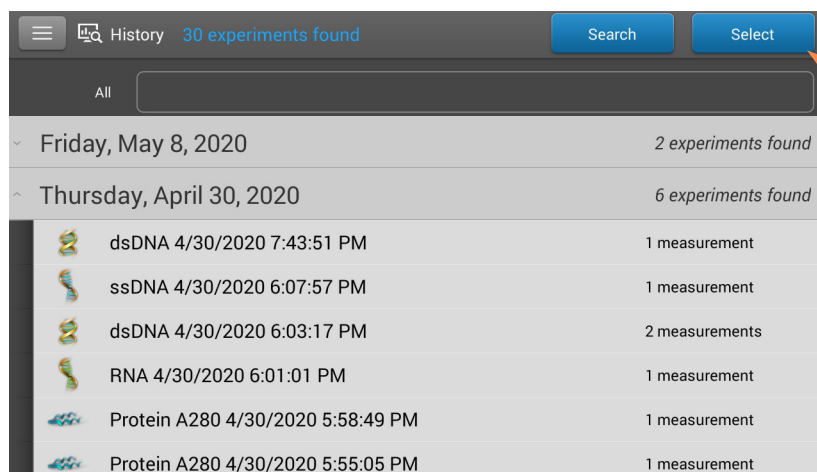 History 30 experiments found Search Select
All
Friday, May 8, 2020 2 experiments found
Thursday, April 30, 2020 6 experiments found
dsDNA 4/30/2020 7:43:51 PM 1 measurement
ssDNA 4/30/2020 6:07:57 PM 1 measurement
dsDNA 4/30/2020 6:03:17 PM 2 measurements
RNA 4/30/2020 6:01:01 PM 1 measurement
Protein A280 4/30/2020 5:58:49 PM 1 measurement
Protein A280 4/30/2020 5:55:05 PM 1 measurement